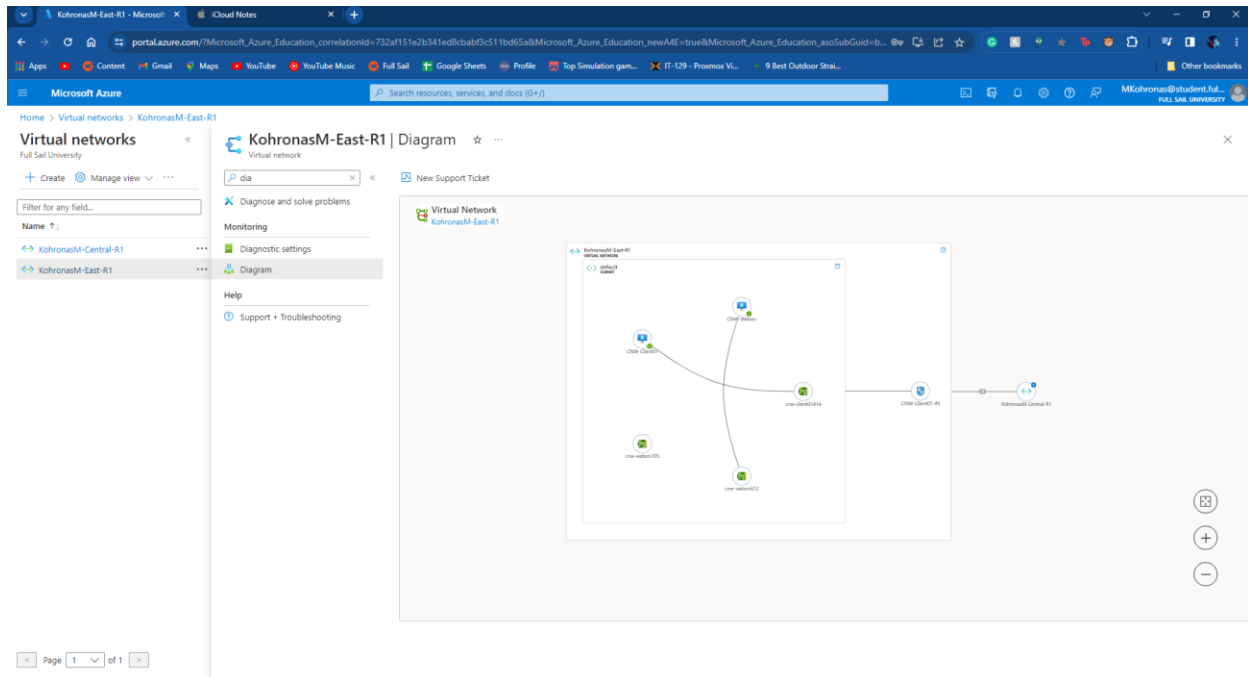 KohronasM-East-R1 - Microsoft
iCloud Notes
portal.azure.com/?Microsoft_Azure_Education_correlationId=732af151e2b341ed8cbabf3c511bd65a&Microsoft_Azure_Education_newA4E=true&Microsoft_Azure_Education_asoSubGuid=b...
Apps
Content
Gmail
Maps
YouTube
YouTube Music
Full Sail
Google Sheets
Profile
Top Simulation gam...
IT-129 - Proxmox Vi...
9 Best Outdoor Strai...
Other bookmarks
Microsoft Azure
Search resources, services, and docs (G+/)
MKohronas@student.ful...
FULL SAIL UNIVERSITY
Home > Virtual networks > KohronasM-East-R1
Virtual networks
Full Sail University
Create
Manage view
Filter for any field...
Name ↑↓
KohronasM-Central-R1
KohronasM-East-R1
Page 1 of 1
KohronasM-East-R1 | Diagram
Virtual network
dia
Diagnose and solve problems
Monitoring
Diagnostic settings
Diagram
Help
Support + Troubleshooting
New Support Ticket
Virtual Network
KohronasM-East-R1
KohronasM-East-R1
VIRTUAL NETWORK
default
SUBNET
CNW-Client01
cnw-client01414
CNW-Client01-IN
KohronasM-Central-R1